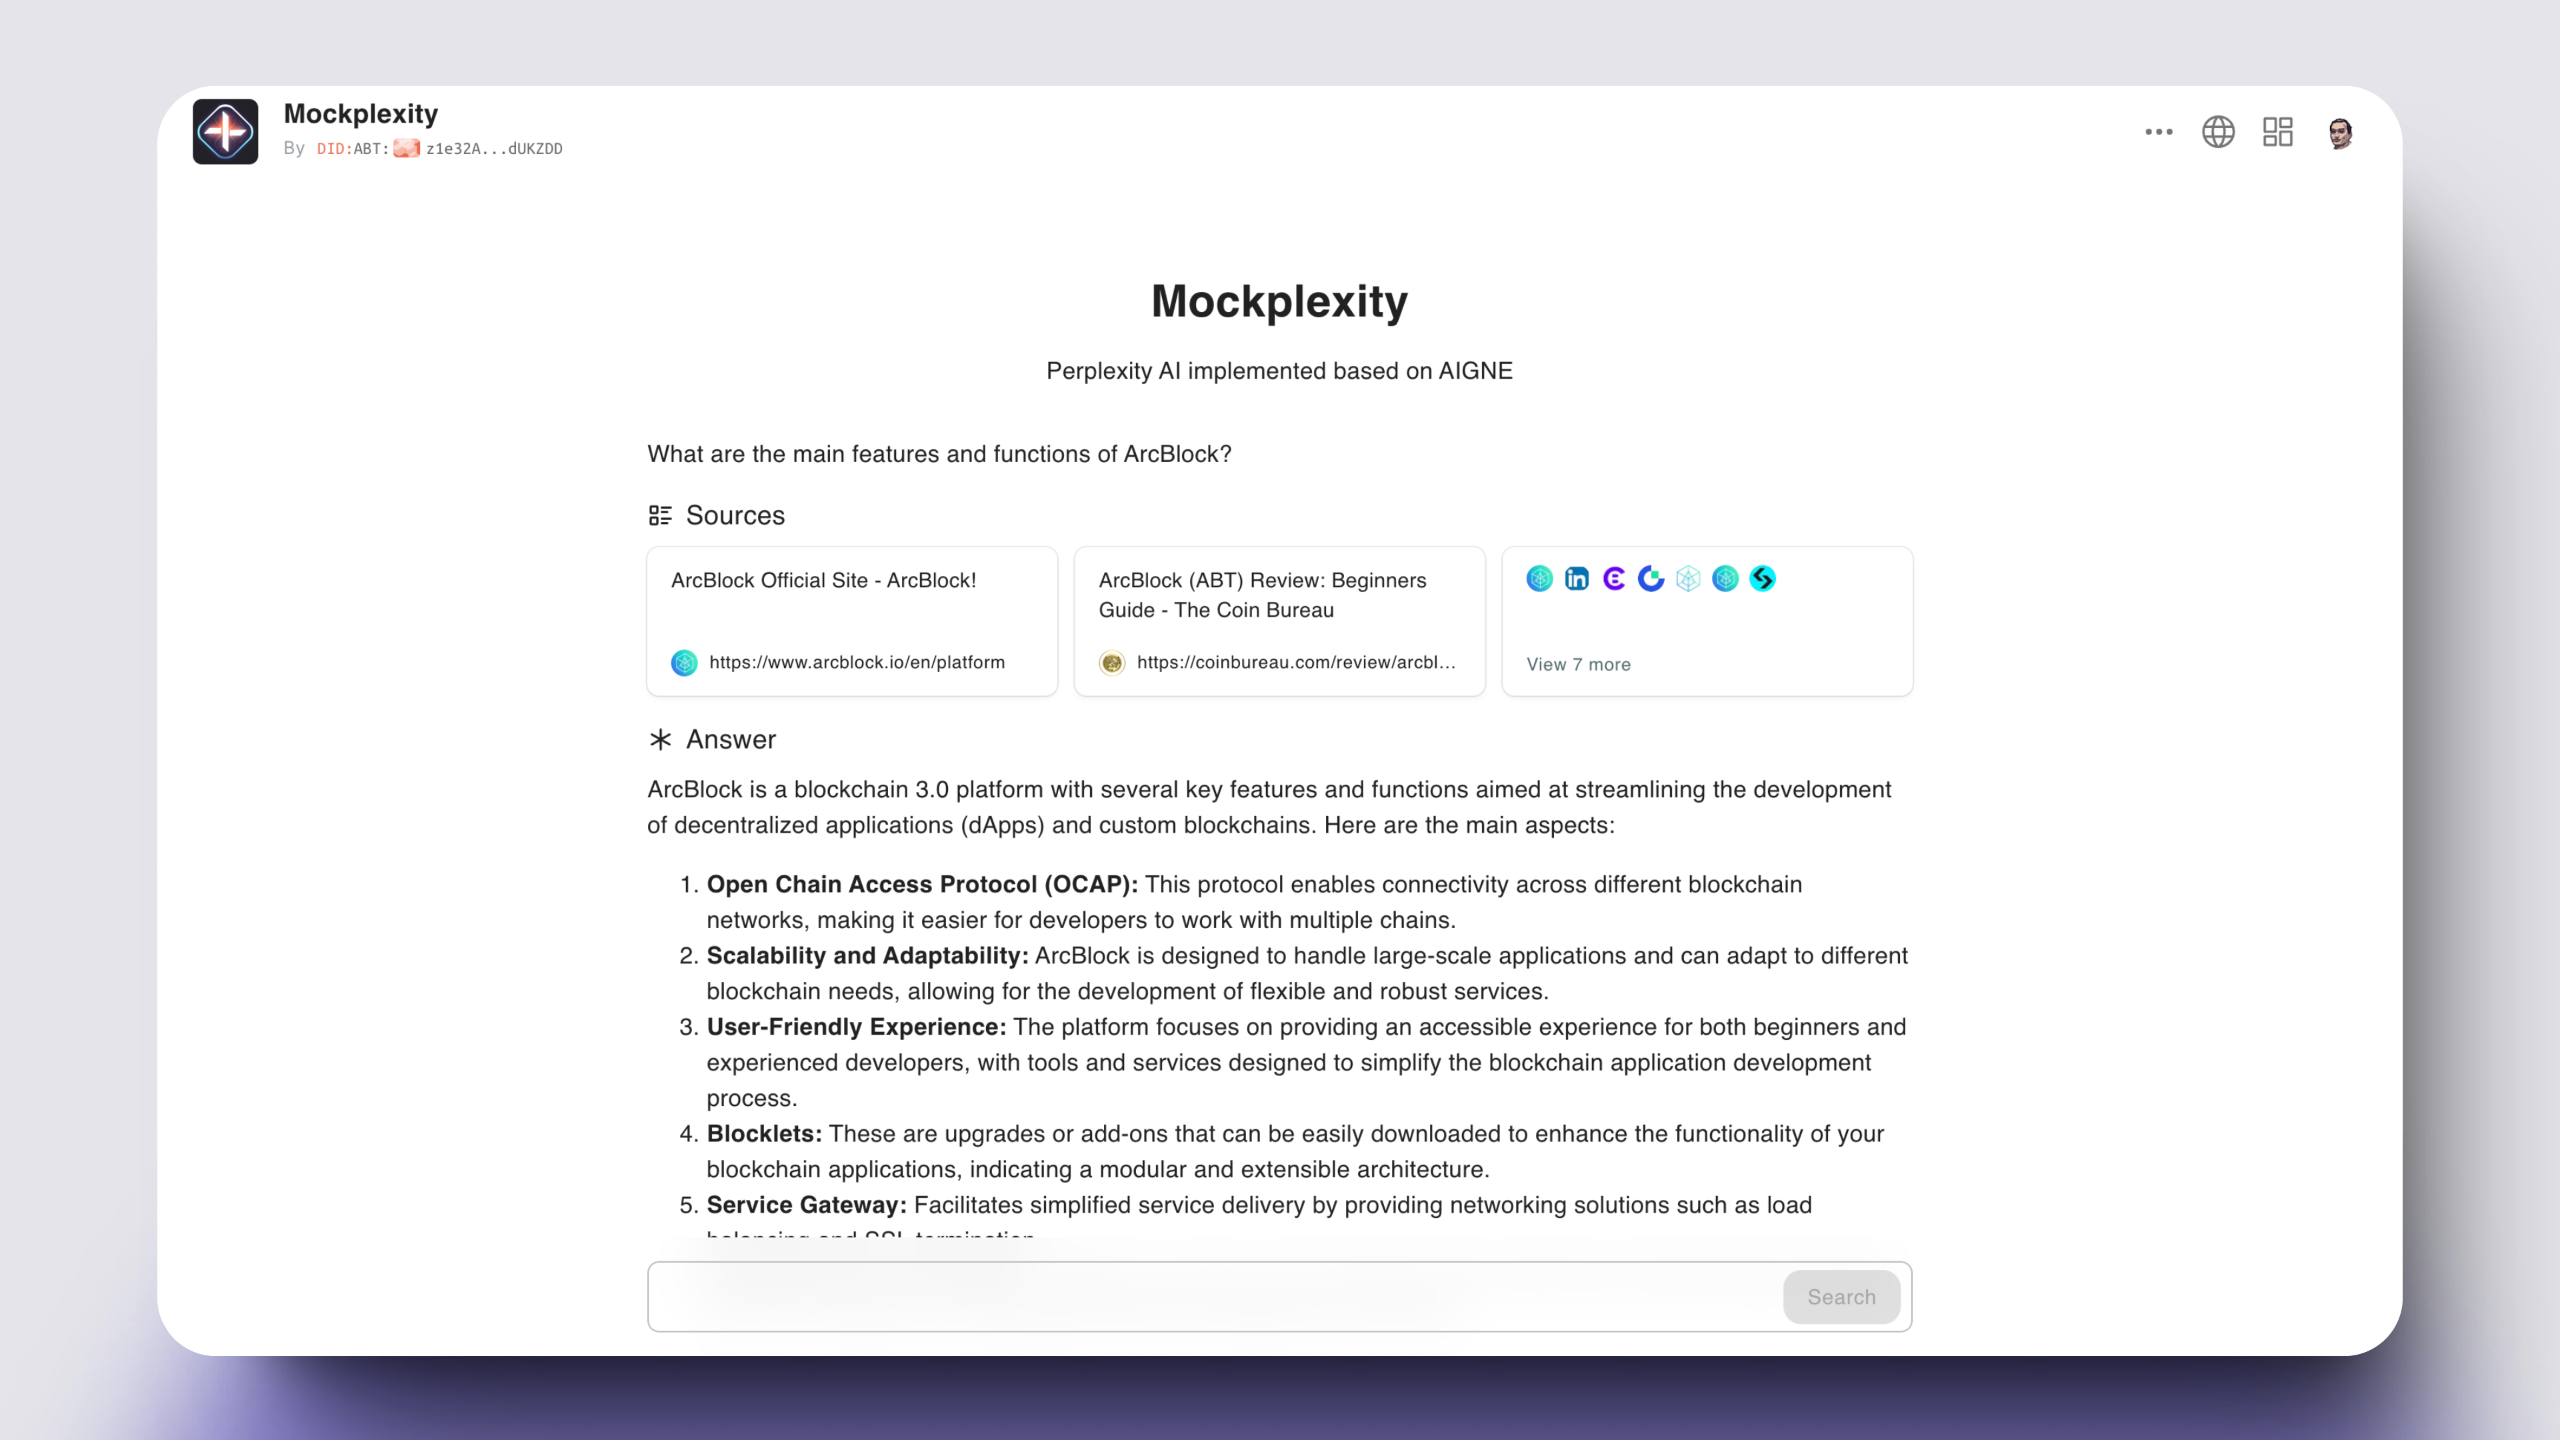 Mockplexity
By DID:ABT: z1e32A...dUKZDD
Mockplexity
Perplexity AI implemented based on AIGNE
What are the main features and functions of ArcBlock?
Sources
ArcBlock Official Site - ArcBlock!
https://www.arcblock.io/en/platform
ArcBlock (ABT) Review: Beginners
Guide - The Coin Bureau
https://coinbureau.com/review/arcbl...
View 7 more
Answer
ArcBlock is a blockchain 3.0 platform with several key features and functions aimed at streamlining the development
of decentralized applications (dApps) and custom blockchains. Here are the main aspects:
1. Open Chain Access Protocol (OCAP): This protocol enables connectivity across different blockchain
networks, making it easier for developers to work with multiple chains.
2. Scalability and Adaptability: ArcBlock is designed to handle large-scale applications and can adapt to different
blockchain needs, allowing for the development of flexible and robust services.
3. User-Friendly Experience: The platform focuses on providing an accessible experience for both beginners and
experienced developers, with tools and services designed to simplify the blockchain application development
process.
4. Blocklets: These are upgrades or add-ons that can be easily downloaded to enhance the functionality of your
blockchain applications, indicating a modular and extensible architecture.
5. Service Gateway: Facilitates simplified service delivery by providing networking solutions such as load
balancing and SSL termination
Search